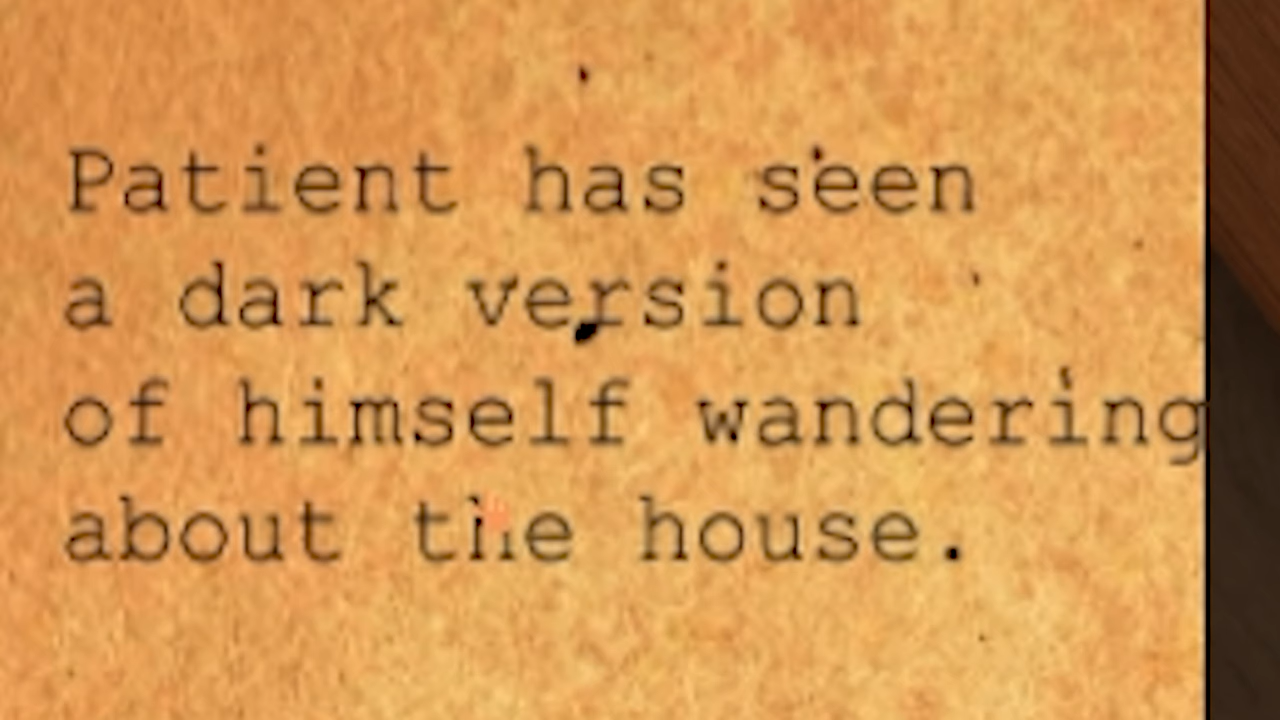 Patient has seen
a dark version
of himself wandering
about the house.